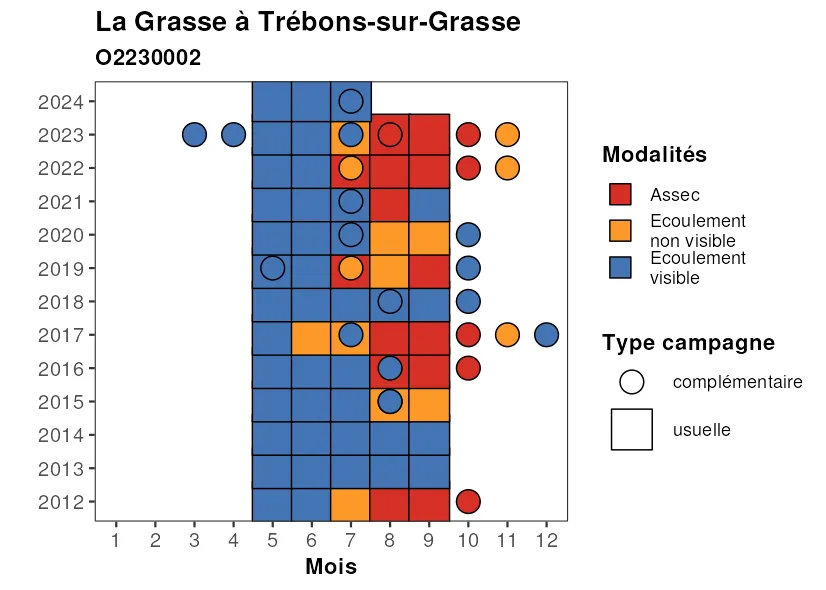 La Grasse à Trébons-sur-Grasse
O2230002
2024
2023
2022
2021
2020
2019
2018
2017
2016
2015
2014
2013
2012
1 2 3 4 5 6 7 8 9 10 11 12
Mois
Modalités
Assec
Ecoulement
non visible
Ecoulement
visible
Type campagne
complémentaire
usuelle